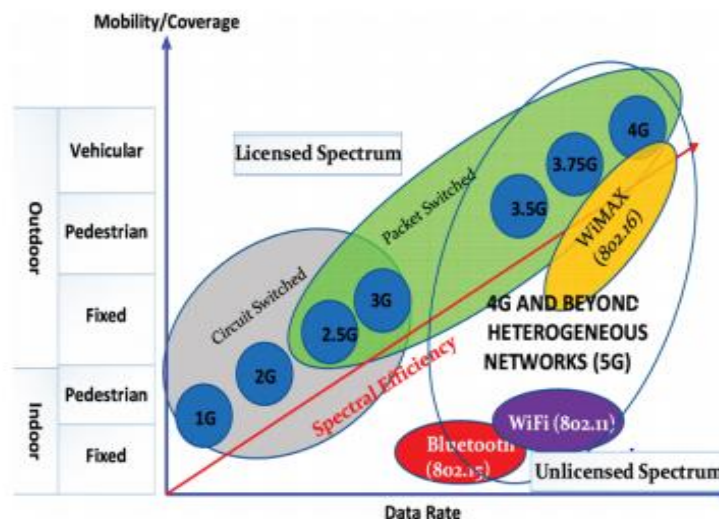 Mobility/Coverage
4G
Vehicular
Licensed Spectrum
3.75G
Packet Switched
3.5G
WiMAX
(802.16)
Outdoor
Pedestrian
Circuit Switched
3G
2.5G
4G AND BEYOND
HETEROGENEOUS
NETWORKS (5G)
Fixed
Spectral Efficiency
2G
1G
Indoor
Pedestrian
WiFi (802.11)
Bluetooth
(802.15)
Fixed
Unlicensed Spectrum
Data Rate